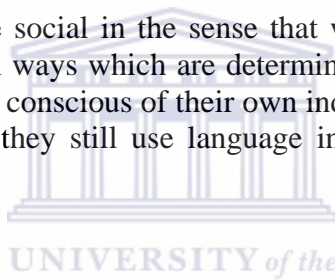 e social in the sense that w
n ways which are determin
conscious of their own inc
they still use language in
UNIVERSITY of the